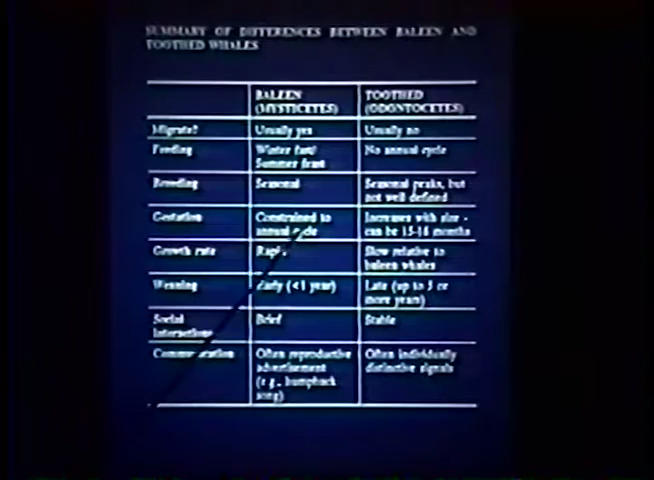 SUMMARY OF DIFFERENCES BETWEEN BALEEN AND
TOOTHED WHALES
BALEEN TOOTHED
(MYSTICETES) (ODONTOCETES)
Migrate? Usually yes Usually no
Feeding Winter fast/ No annual cycle
Summer feast
Breeding Seasonal Seasonal peaks, but
not well defined
Gestation Constrained to Increases with size -
annual cycle can be 15-16 months
Growth rate Rapid Slow relative to
baleen whales
Weaning Early (<1 year) Late (up to 3 or
more years)
Social Brief Stable
Interactions
Communication Often reproductive Often individually
advertisement distinctive signals
(e.g., humpback
song)